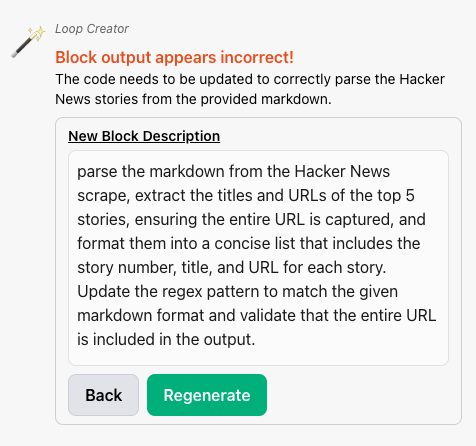 Loop Creator
Block output appears incorrect!
The code needs to be updated to correctly parse the Hacker
News stories from the provided markdown.
New Block Description
parse the markdown from the Hacker News
scrape, extract the titles and URLs of the top 5
stories, ensuring the entire URL is captured, and
format them into a concise list that includes the
story number, title, and URL for each story.
Update the regex pattern to match the given
markdown format and validate that the entire URL
is included in the output.
Back
Regenerate